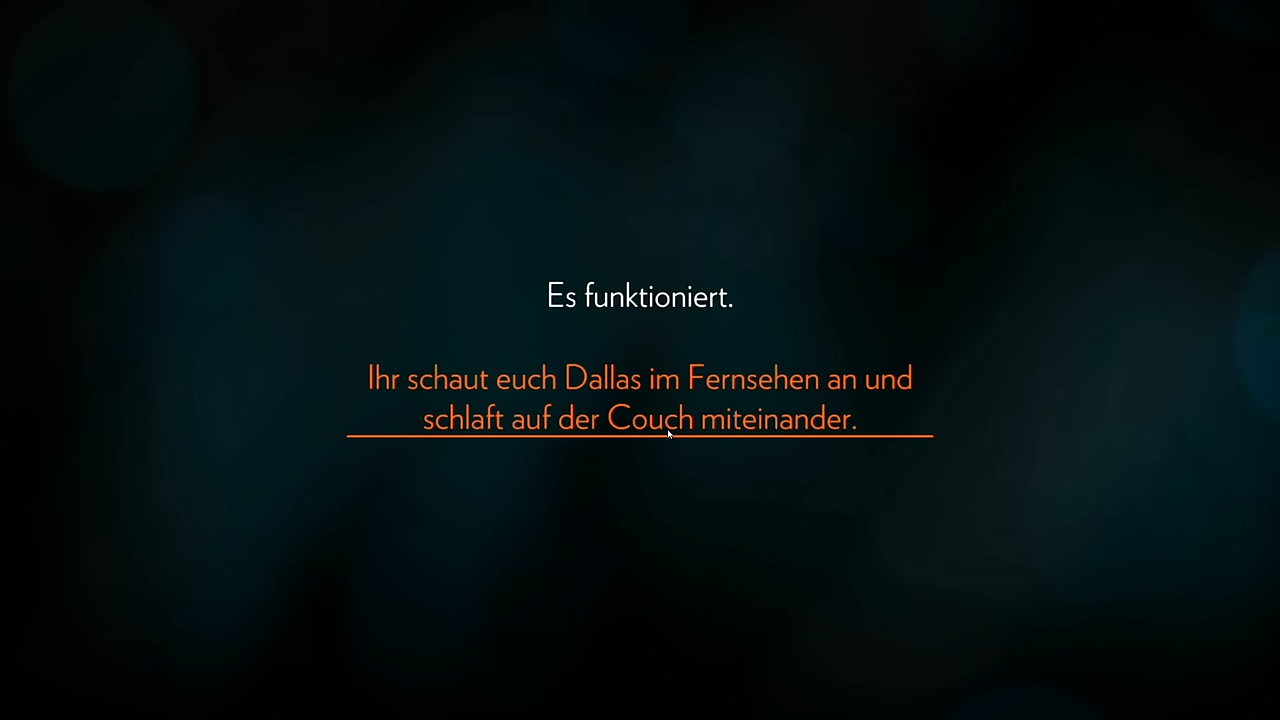 Es funktioniert.
Ihr schaut euch Dallas im Fernsehen an und
schlaft auf der Couch miteinander.